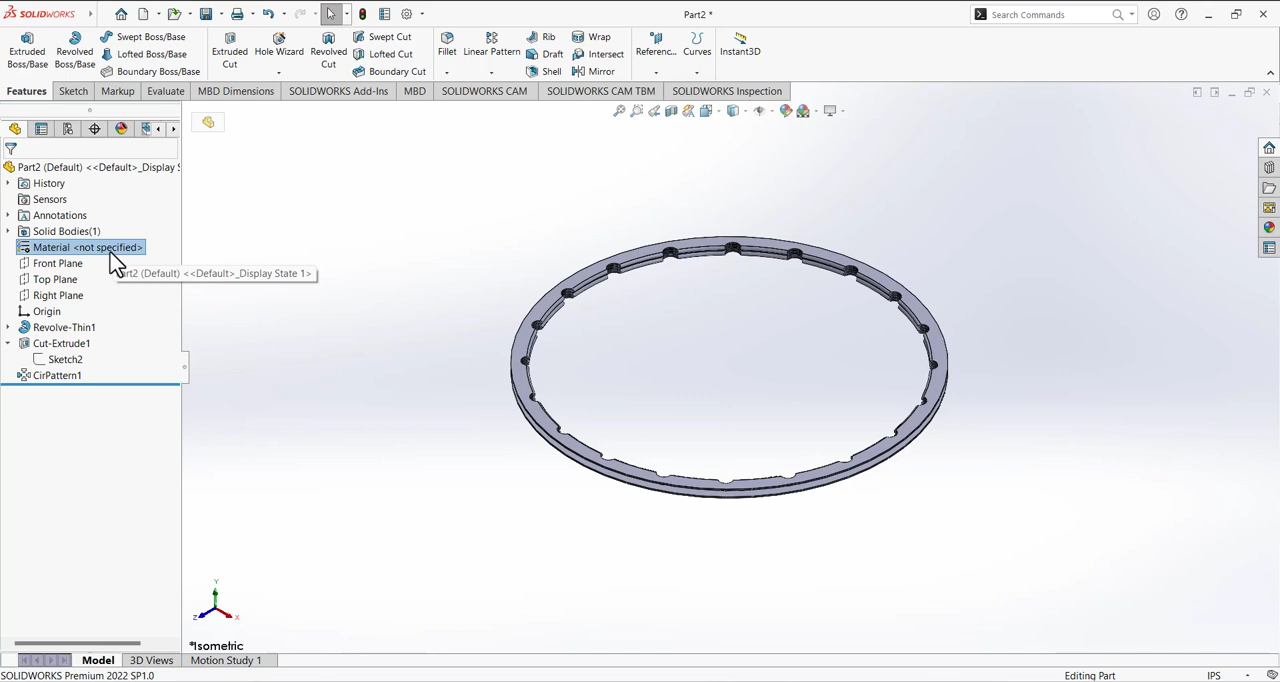 SOLIDWORKS
Part2 *
Search Commands
Extruded Boss/Base
Revolved Boss/Base
Swept Boss/Base
Lofted Boss/Base
Boundary Boss/Base
Extruded Cut
Hole Wizard
Revolved Cut
Swept Cut
Lofted Cut
Boundary Cut
Fillet
Linear Pattern
Rib
Draft
Shell
Wrap
Intersect
Mirror
Referenc...
Curves
Instant3D
Features
Sketch
Markup
Evaluate
MBD Dimensions
SOLIDWORKS Add-Ins
MBD
SOLIDWORKS CAM
SOLIDWORKS CAM TBM
SOLIDWORKS Inspection
Part2 (Default) <<Default>_Display S
History
Sensors
Annotations
Solid Bodies(1)
Material <not specified>
Front Plane
art2 (Default) <<Default>_Display State 1>
Top Plane
Right Plane
Origin
Revolve-Thin1
Cut-Extrude1
Sketch2
CirPattern1
Y
Z
X
*Isometric
Model
3D Views
Motion Study 1
SOLIDWORKS Premium 2022 SP1.0
Editing Part
IPS